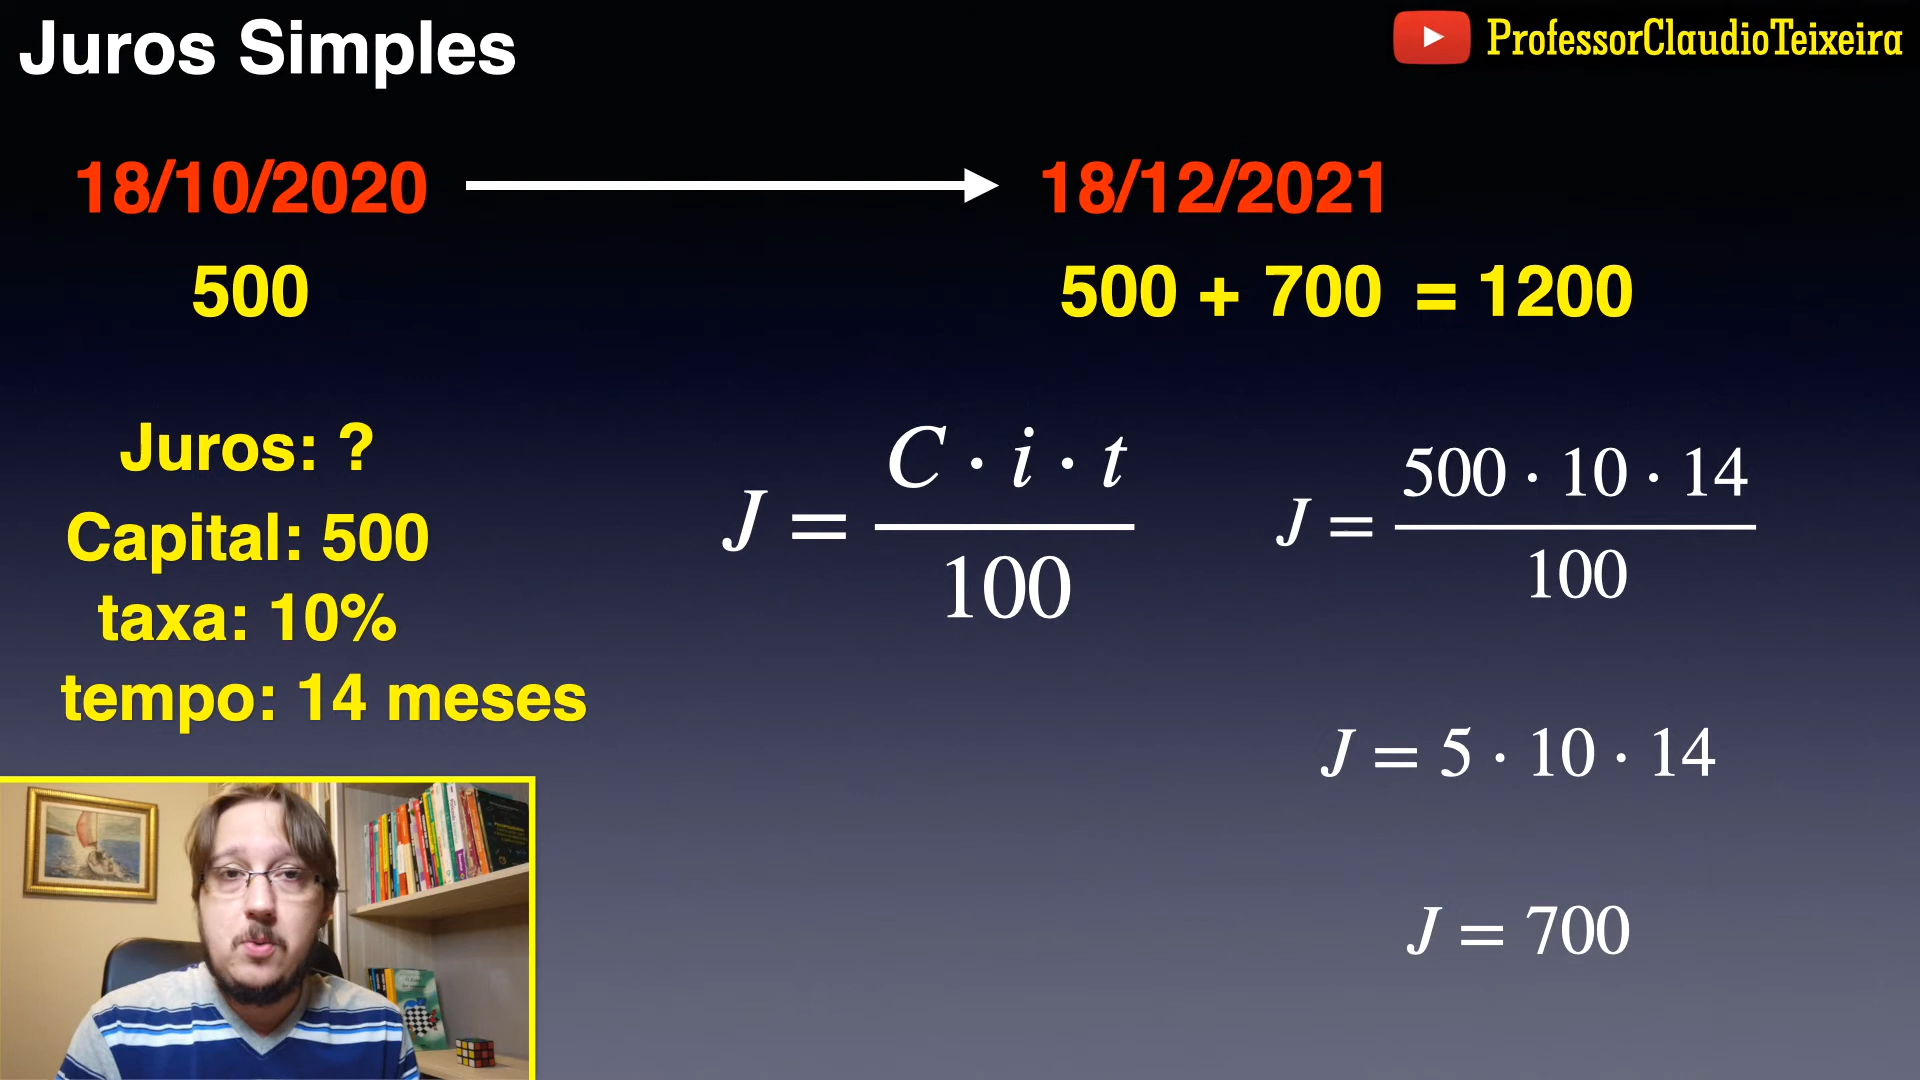 Juros Simples
ProfessorClaudioTeixeira
18/10/2020
18/12/2021
500
500 + 700 = 1200
Juros: ?
Capital: 500
taxa: 10%
tempo: 14 meses
J = C · i · t / 100
J = 500 · 10 · 14 / 100
J = 5 · 10 · 14
J = 700